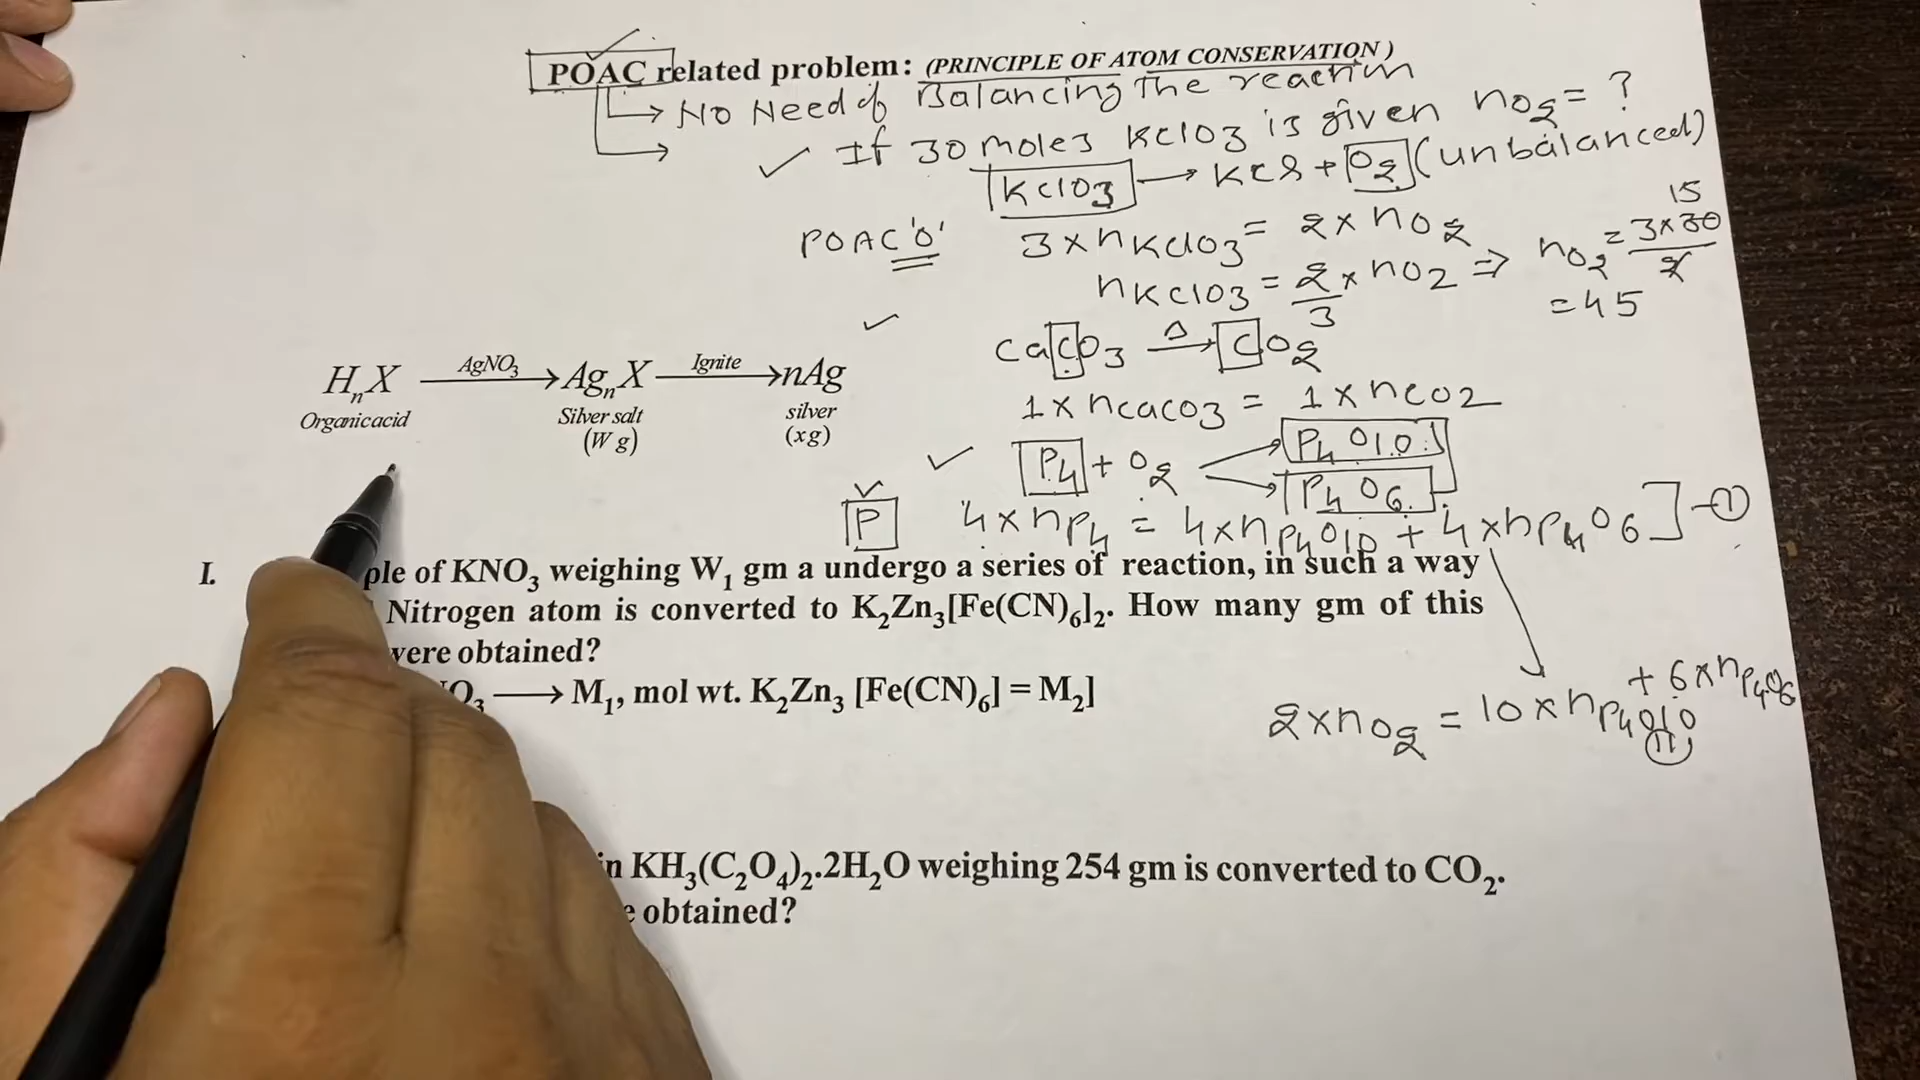 POAC related problem: (PRINCIPLE OF ATOM CONSERVATION)
→ No Need of Balancing The reaction
→ ✓ If 30 moles KClO3 is given nO2 = ?
KClO3 → KCl + O2 (unbalanced)
POAC 'O' 3 × nKClO3 = 2 × nO2
nKClO3 = 2/3 × nO2 ⇒ nO2 = 3×30/2 15
= 45
✓ CaCO3 Δ→ CO2
1 × nCaCO3 = 1 × nCO2
HₙX AgNO₃→ AgₙX Ignite→ nAg
Organic acid Silver salt silver
(W g) (xg)
✓ P4 + O2 → P4O10
→ P4O6
✓ P 4 × nP4 = 4 × nP4O10 + 4 × nP4O6] - (1)
I. ple of KNO₃ weighing W₁ gm a undergo a series of reaction, in such a way
Nitrogen atom is converted to K₂Zn₃[Fe(CN)₆]₂. How many gm of this
were obtained?
O₃ ⟶ M₁, mol wt. K₂Zn₃ [Fe(CN)₆] = M₂]
2 × nO2 = 10 × nP4O10 + 6 × nP4O6
(11)
in KH₃(C₂O₄)₂.2H₂O weighing 254 gm is converted to CO₂.
e obtained?